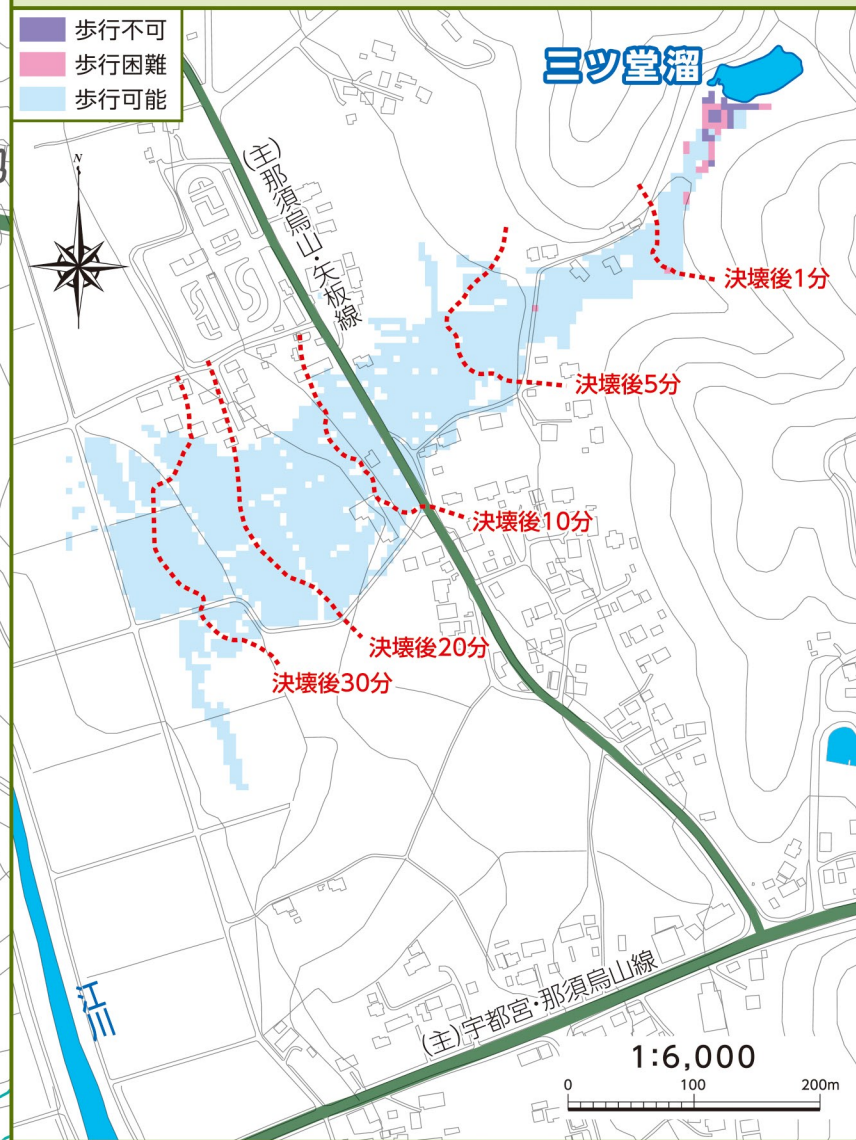 歩行不可
歩行困難
歩行可能
三ツ堂溜
N
(主)那須烏山・矢板線
決壊後1分
決壊後5分
決壊後10分
決壊後20分
決壊後30分
江川
(主)宇都宮・那須烏山線
1:6,000
0 100 200m